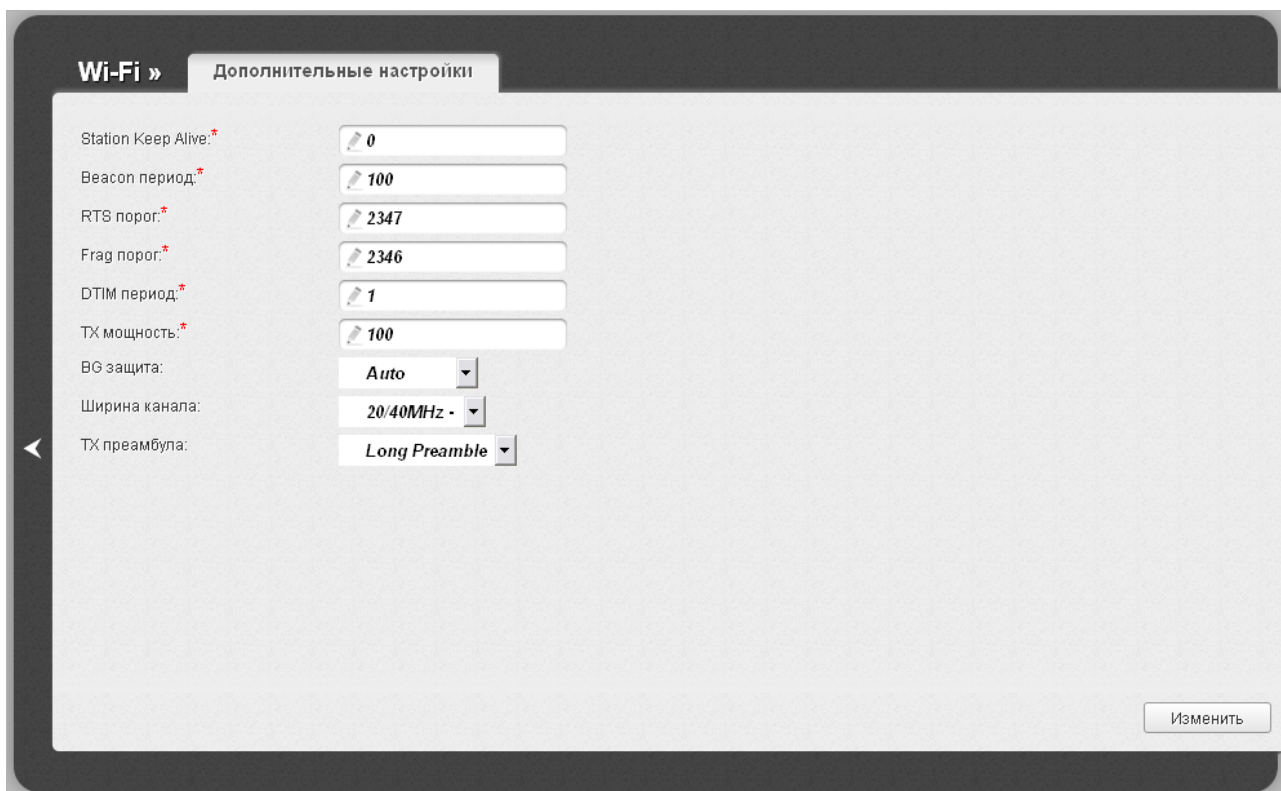 Wi-Fi » Дополнительные настройки
Station Keep Alive:* 0
Beacon период:* 100
RTS порог:* 2347
Frag порог:* 2346
DTIM период:* 1
TX мощность:* 100
BG защита: Auto
Ширина канала: 20/40MHz -
TX преамбула: Long Preamble
Изменить